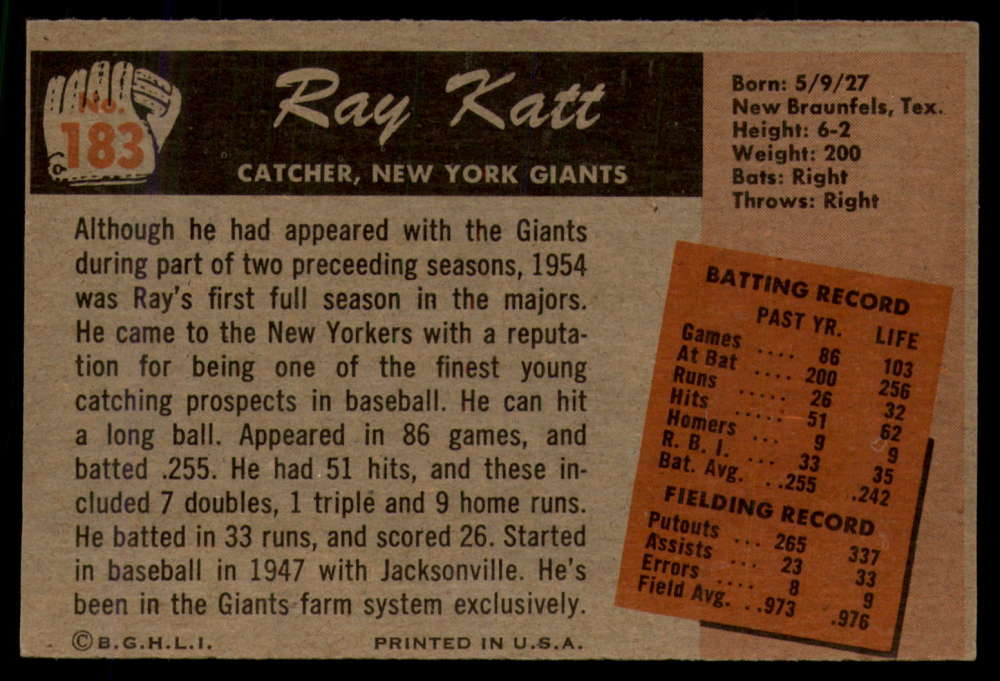 No.
183
Ray Katt
CATCHER, NEW YORK GIANTS
Born: 5/9/27
New Braunfels, Tex.
Height: 6-2
Weight: 200
Bats: Right
Throws: Right
Although he had appeared with the Giants
during part of two preceeding seasons, 1954
was Ray's first full season in the majors.
He came to the New Yorkers with a reputa-
tion for being one of the finest young
catching prospects in baseball. He can hit
a long ball. Appeared in 86 games, and
batted .255. He had 51 hits, and these in-
cluded 7 doubles, 1 triple and 9 home runs.
He batted in 33 runs, and scored 26. Started
in baseball in 1947 with Jacksonville. He's
been in the Giants farm system exclusively.
BATTING RECORD
PAST YR. LIFE
Games .... 86 103
At Bat .... 200 256
Runs ..... 26 32
Hits ..... 51 62
Homers ... 9 9
R. B. I. ... 33 35
Bat. Avg. ..255 .242
FIELDING RECORD
Putouts ... 265 337
Assists ... 23 33
Errors .... 8 9
Field Avg. ..973 .976
©B.G.H.L.I. PRINTED IN U.S.A.